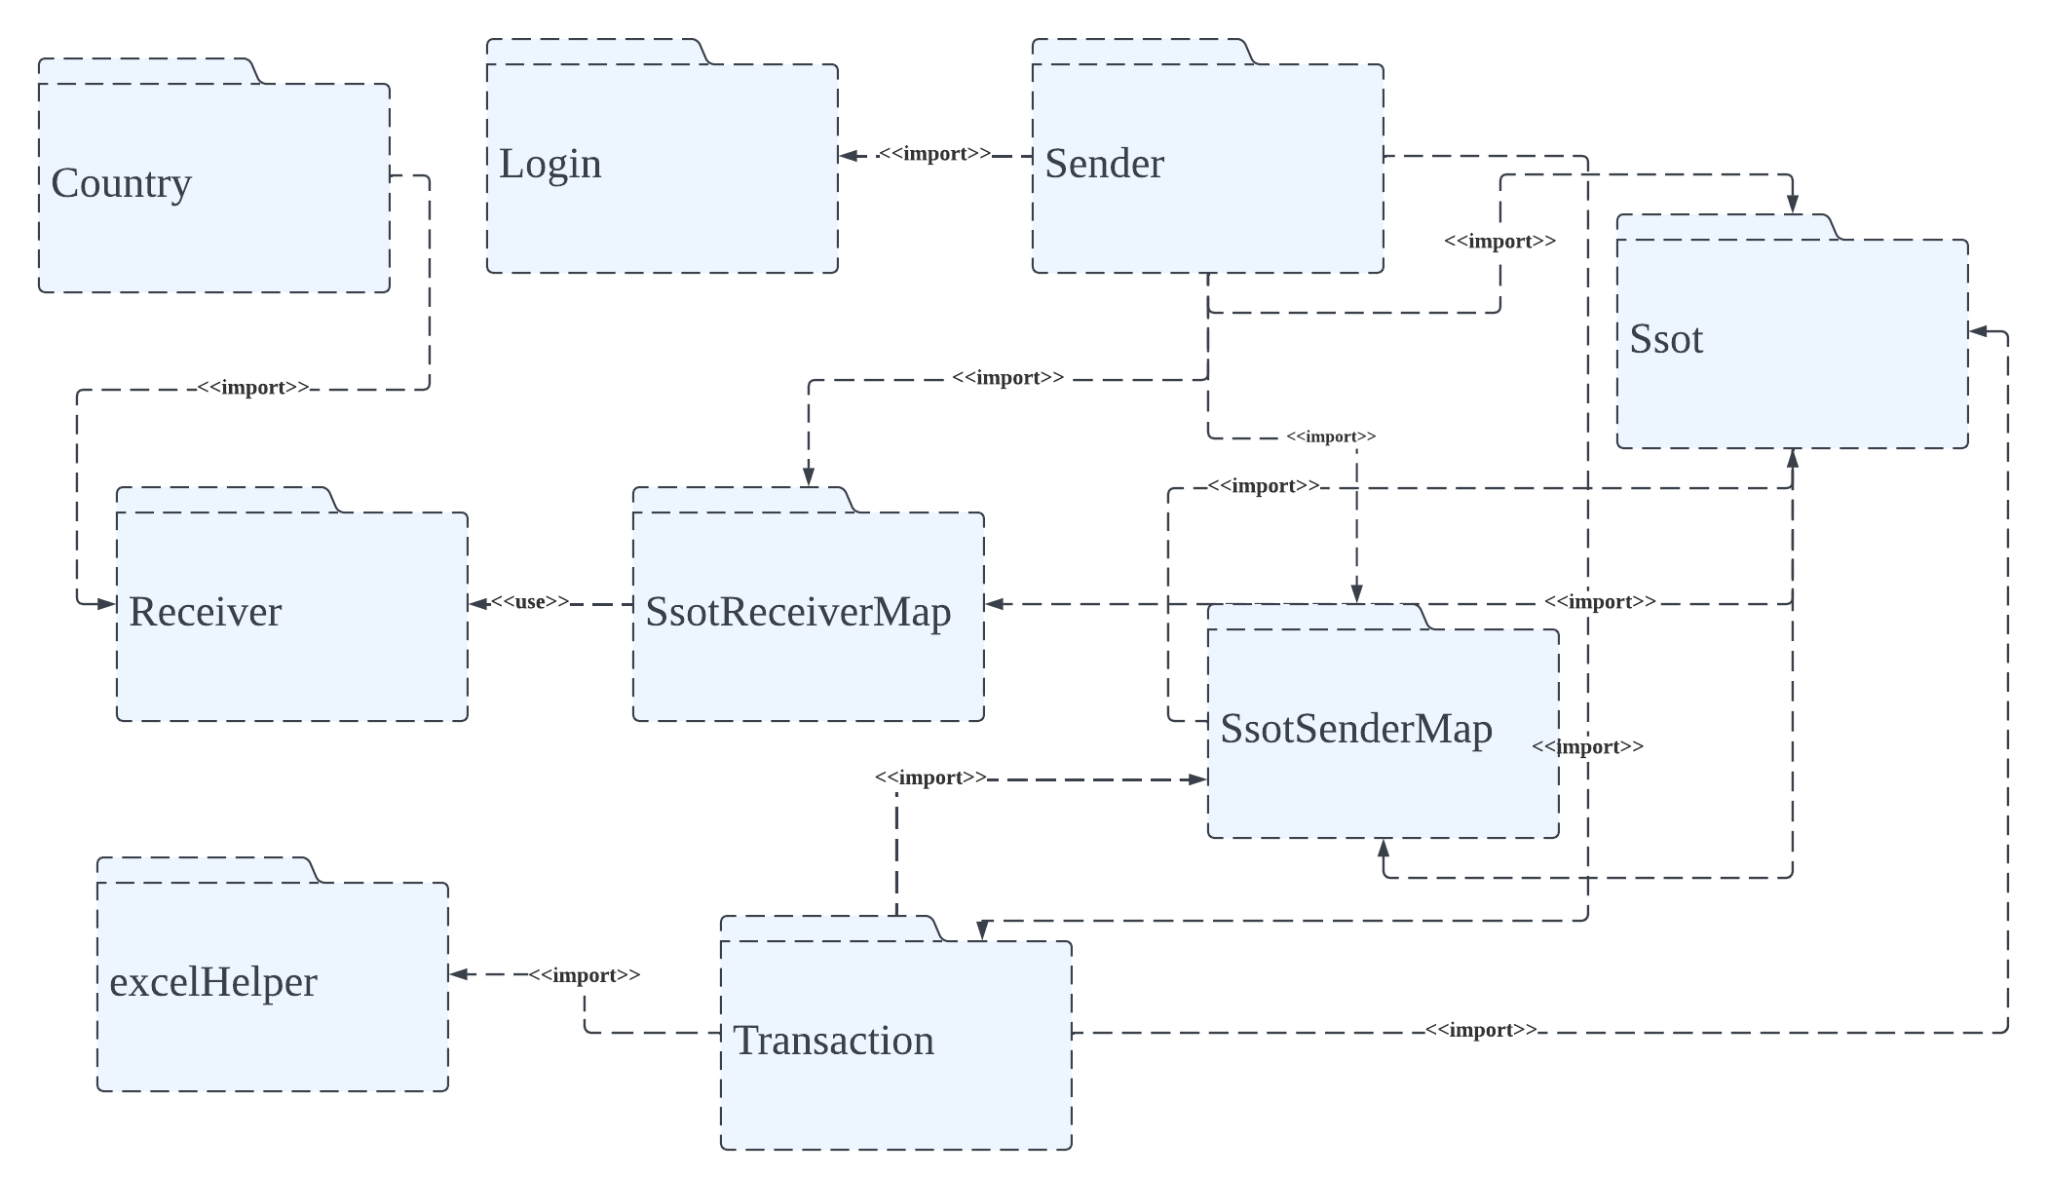 Country
Login
<<import>>
Sender
<<import>>
Ssot
<<import>>
<<import>>
<<import>>
<<import>>
Receiver
<<use>>
SsotReceiverMap
<<import>>
SsotSenderMap
<<import>>
<<import>>
excelHelper
<<import>>
Transaction
<<import>>